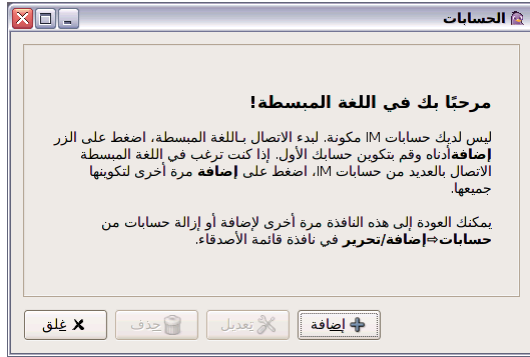 الحسابات
مرحبًا بك في اللغة المبسطة!
ليس لديك حسابات IM مكونة. لبدء الاتصال بـاللغة المبسطة، اضغط على الزر
إضافةأدناه وقم بتكوين حسابك الأول. إذا كنت ترغب في اللغة المبسطة
الاتصال بالعديد من حسابات IM، اضغط على إضافة مرة أخرى لتكوينها
جميعها.
يمكنك العودة إلى هذه النافذة مرة أخرى لإضافة أو إزالة حسابات من
حسابات⇨إضافة/تحرير في نافذة قائمة الأصدقاء.
إضافة
تعديل
حذف
غلق